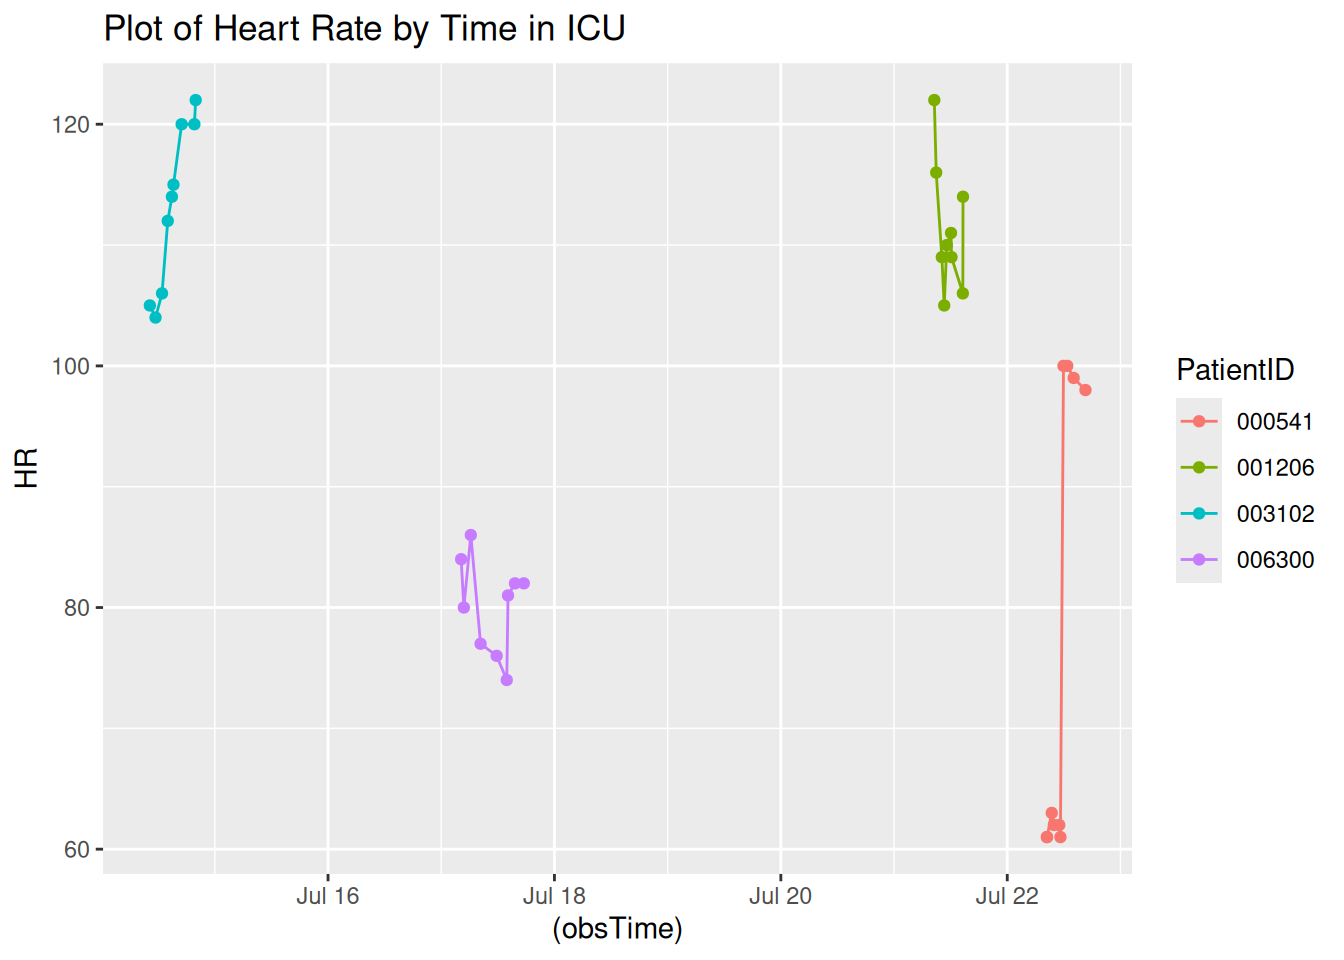 Plot of Heart Rate by Time in ICU
120
100
80
60
HR
Jul 16
Jul 18
Jul 20
Jul 22
(obsTime)
PatientID
000541
001206
003102
006300